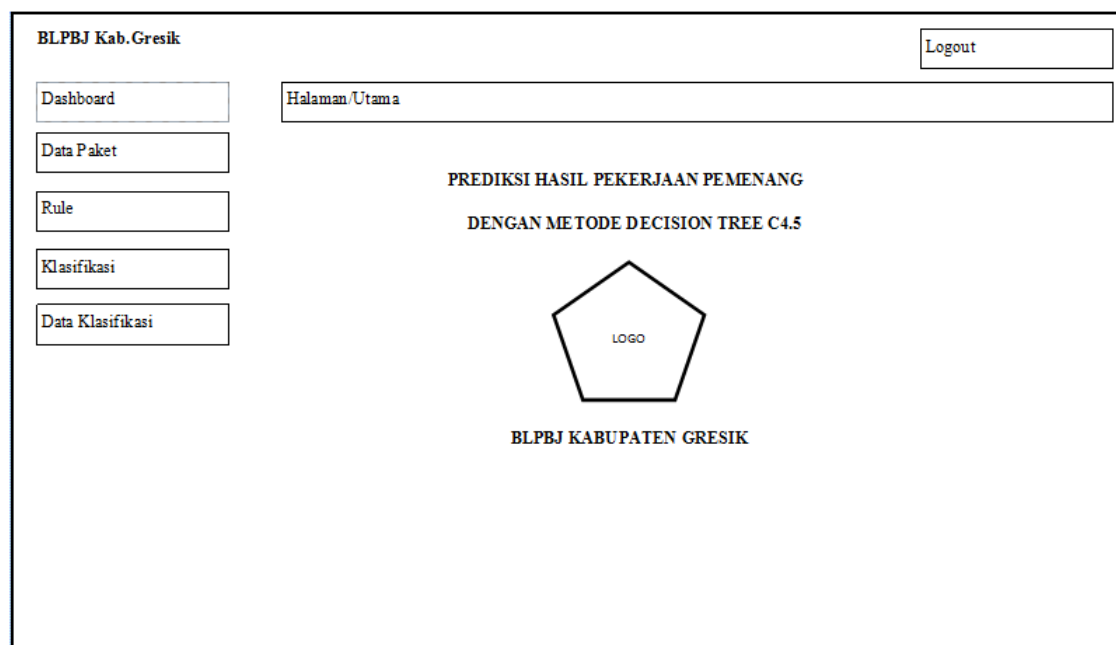 BLPBJ Kab.Gresik
Logout
Dashboard
Halaman/Utama
Data Paket
Rule
Klasifikasi
Data Klasifikasi
PREDIKSI HASIL PEKERJAAN PEMENANG
DENGAN METODE DECISION TREE C4.5
LOGO
BLPBJ KABUPATEN GRESIK